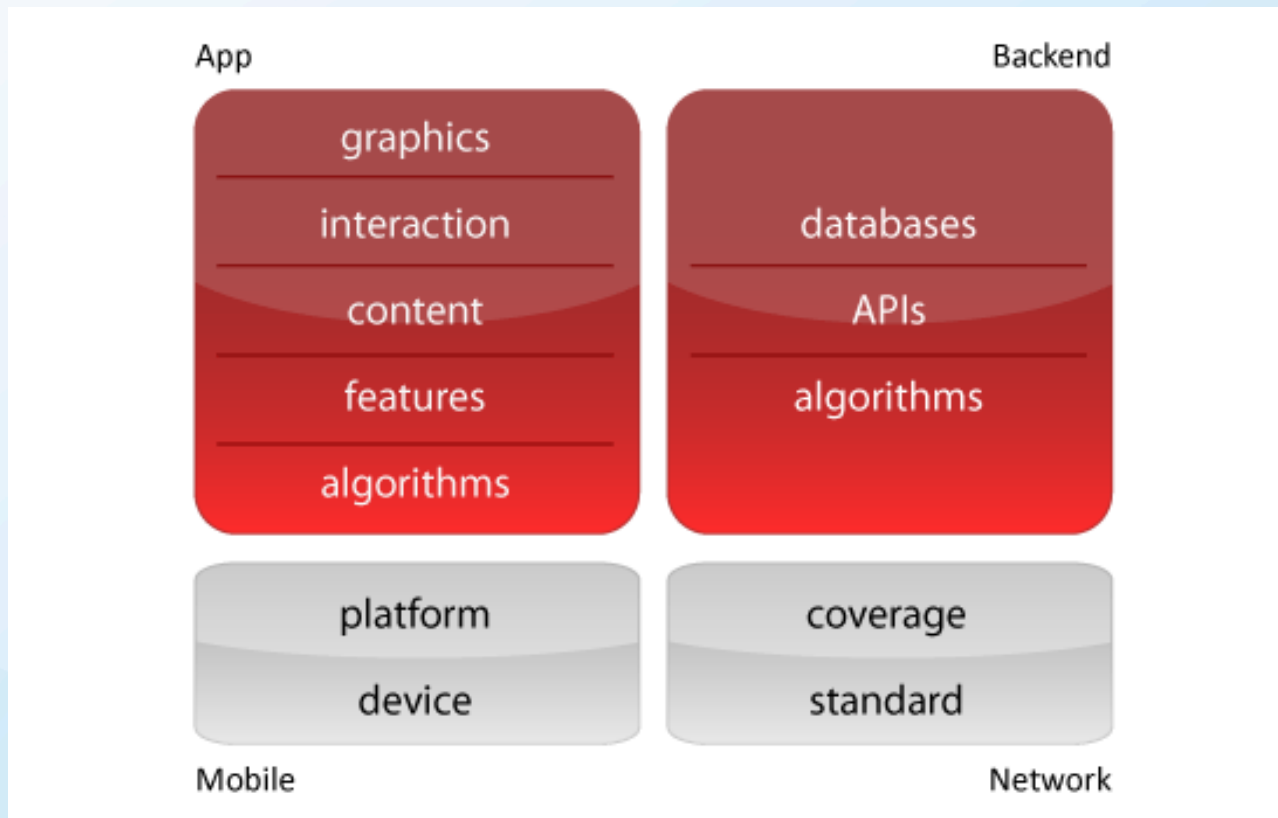 App
Backend
graphics
interaction
content
features
algorithms
databases
APIs
algorithms
platform
device
coverage
standard
Mobile
Network